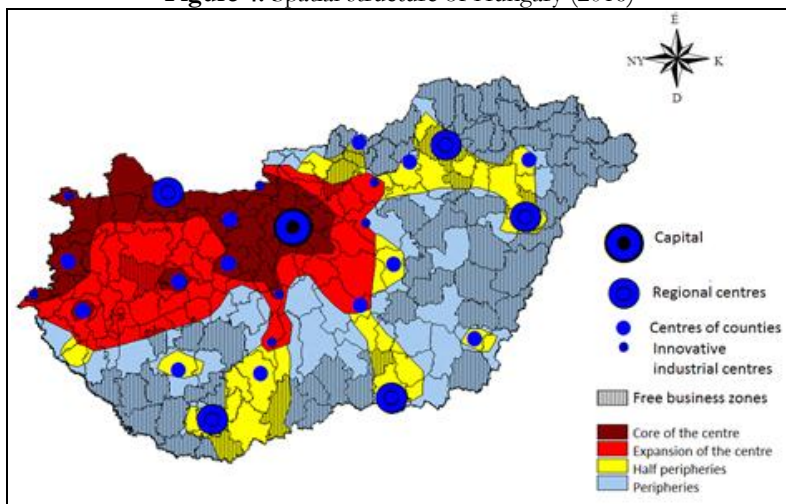 Figure 4. Spatial structure of Hungary (2016)
É
NY
K
D
Capital
Regional centres
Centres of counties
Innovative
industrial centres
Free business zones
Core of the centre
Expansion of the centre
Half peripheries
Peripheries